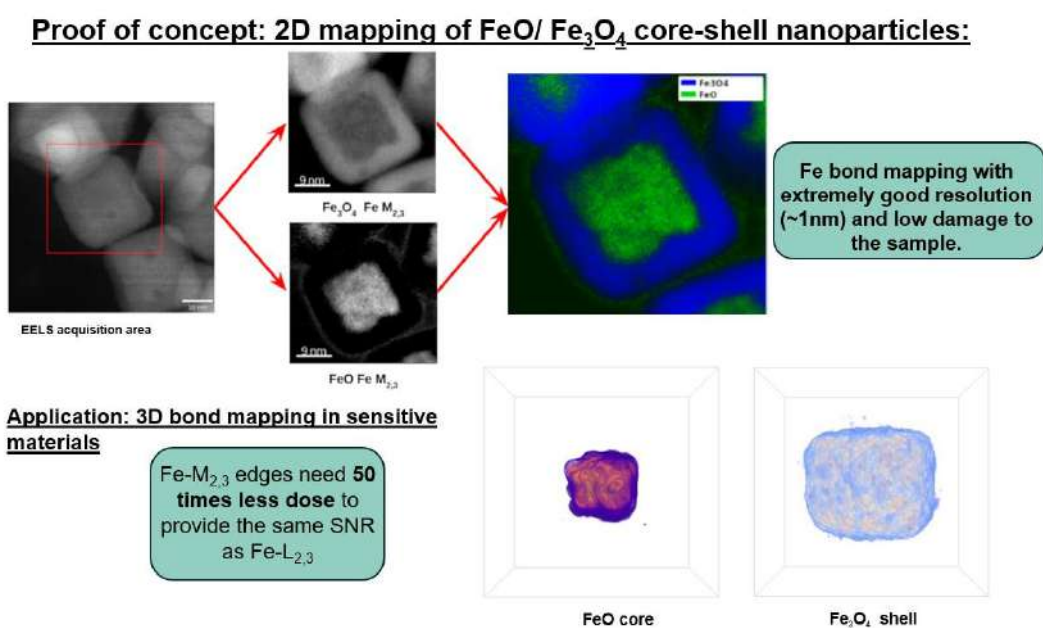 Proof of concept: 2D mapping of FeO/ Fe₃O₄ core-shell nanoparticles:
Fe3O4
FeO
9 nm
Fe₃O₄ Fe M₂,₃
Fe bond mapping with
extremely good resolution
(~1nm) and low damage to
the sample.
EELS acquisition area
9 nm
FeO Fe M₂,₃
Application: 3D bond mapping in sensitive
materials
Fe-M₂,₃ edges need 50
times less dose to
provide the same SNR
as Fe-L₂,₃
FeO core
Fe₃O₄ shell